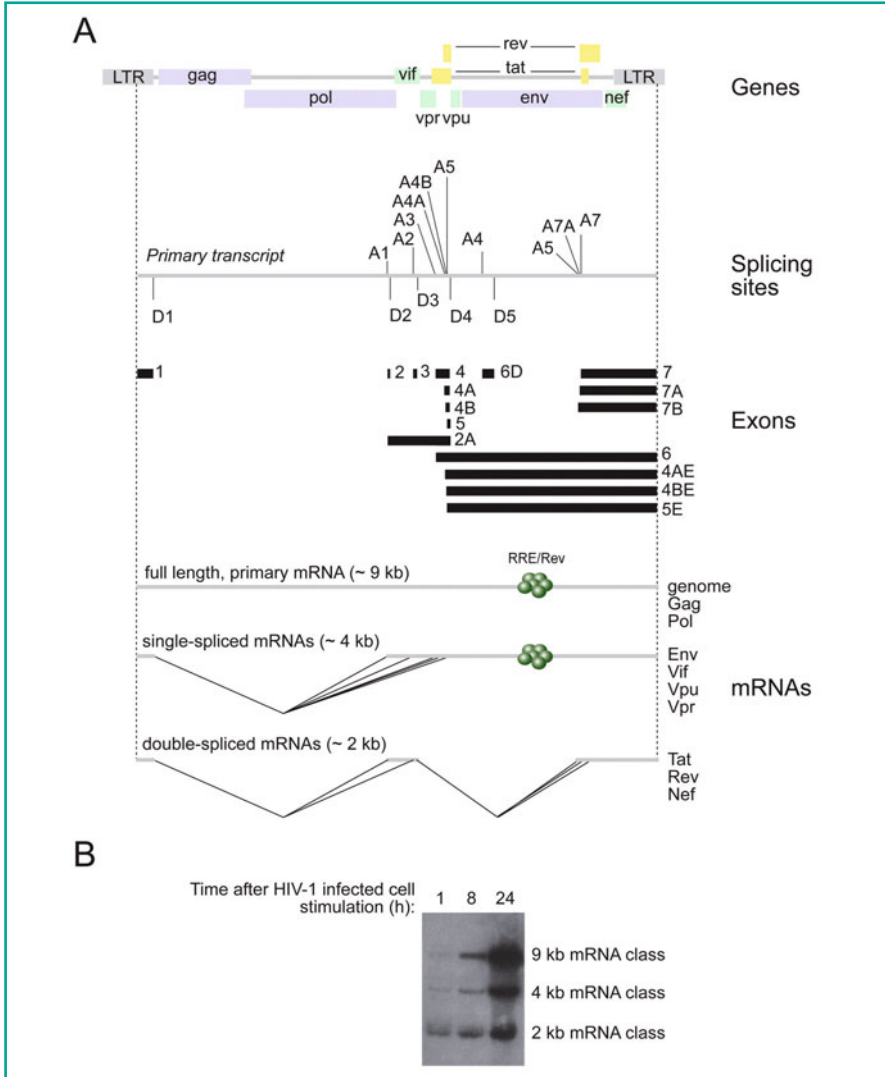 A
rev
LTR gag vif tat LTR Genes
pol env nef
vpr vpu
A5
A4B
A4A
A3 A7
A2 A4 A7A
Primary transcript A1 A5 Splicing
sites
D3
D1 D2 D4 D5
1 2 3 4 6D 7
4A 7A
4B 7B
5 Exons
2A
6
4AE
4BE
5E
RRE/Rev
full length, primary mRNA (~ 9 kb)
genome
Gag
Pol
single-spliced mRNAs (~ 4 kb)
Env
Vif
Vpu
Vpr
mRNAs
double-spliced mRNAs (~ 2 kb)
Tat
Rev
Nef
B
Time after HIV-1 infected cell
stimulation (h): 1 8 24
9 kb mRNA class
4 kb mRNA class
2 kb mRNA class